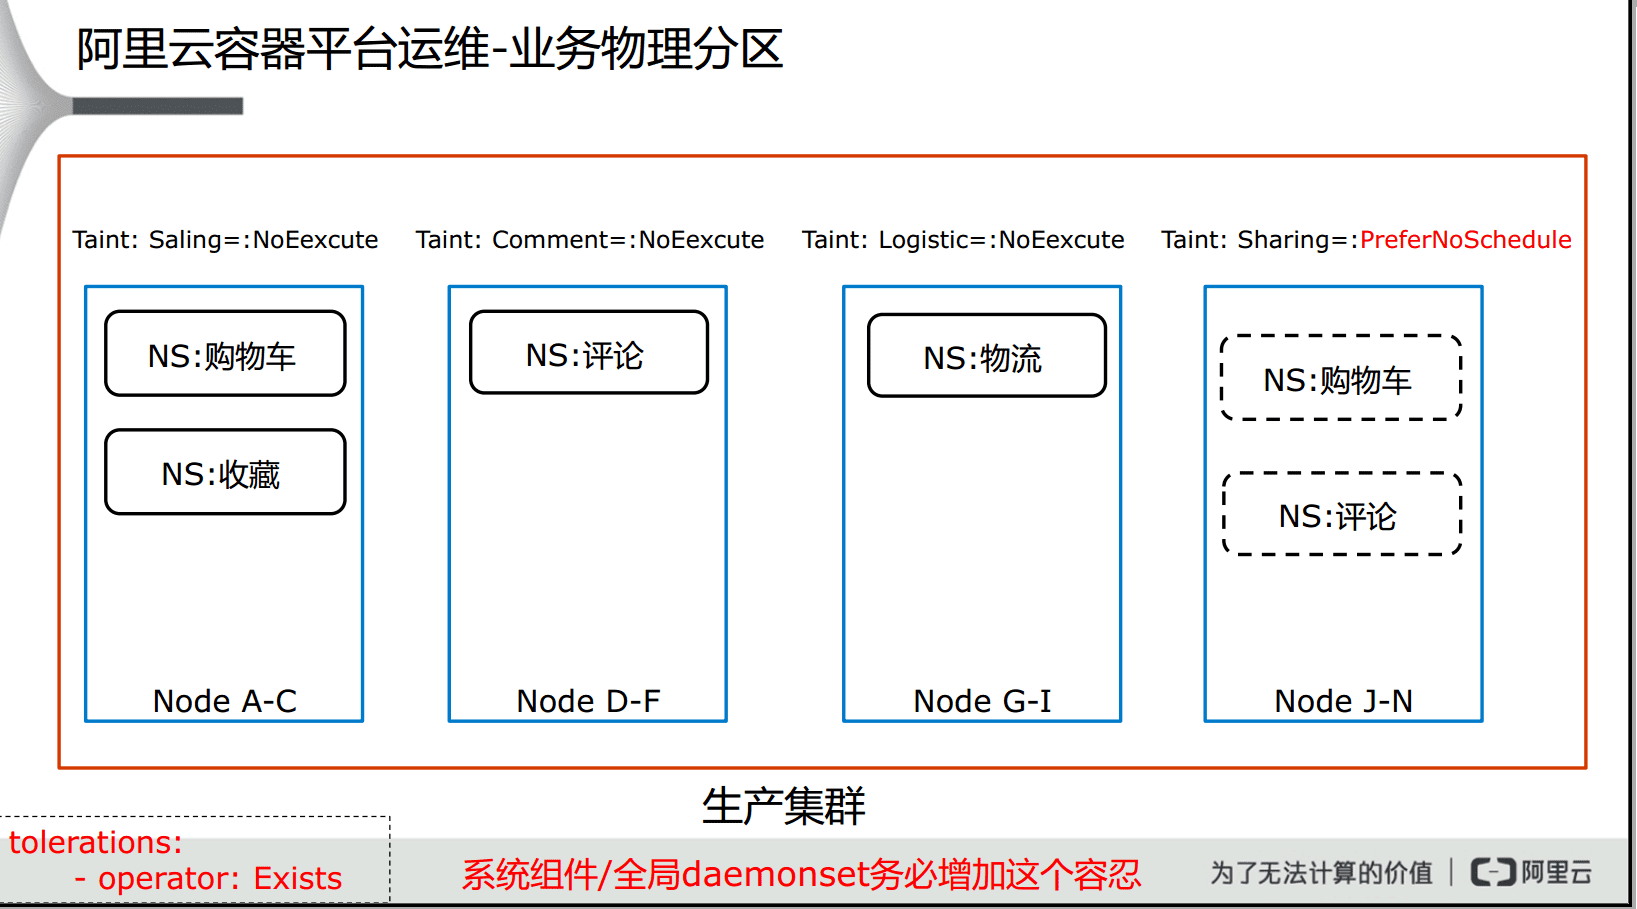 阿里云容器平台运维-业务物理分区
Taint: Saling=:NoEexcute
Taint: Comment=:NoEexcute
Taint: Logistic=:NoEexcute
Taint: Sharing=:PreferNoSchedule
NS:购物车
NS:收藏
Node A-C
NS:评论
Node D-F
NS:物流
Node G-I
NS:购物车
NS:评论
Node J-N
生产集群
tolerations:
- operator: Exists
系统组件/全局daemonset务必增加这个容忍
为了无法计算的价值
阿里云